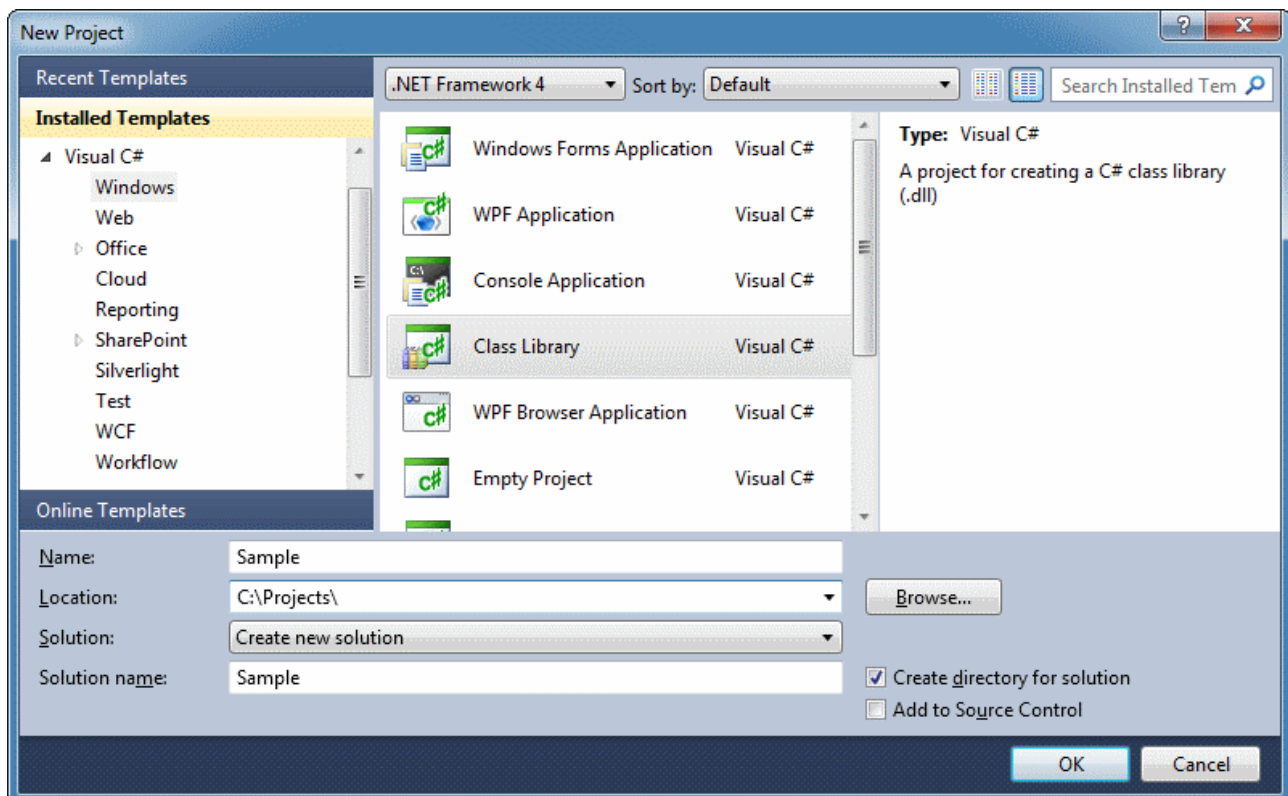 New Project
Recent Templates
Installed Templates
Visual C#
Windows
Web
Office
Cloud
Reporting
SharePoint
Silverlight
Test
WCF
Workflow
Online Templates
.NET Framework 4 Sort by: Default Search Installed Tem
Windows Forms Application Visual C#
WPF Application Visual C#
Console Application Visual C#
Class Library Visual C#
WPF Browser Application Visual C#
Empty Project Visual C#
Type: Visual C#
A project for creating a C# class library
(.dll)
Name: Sample
Location: C:\Projects\ Browse...
Solution: Create new solution
Solution name: Sample
Create directory for solution
Add to Source Control
OK Cancel